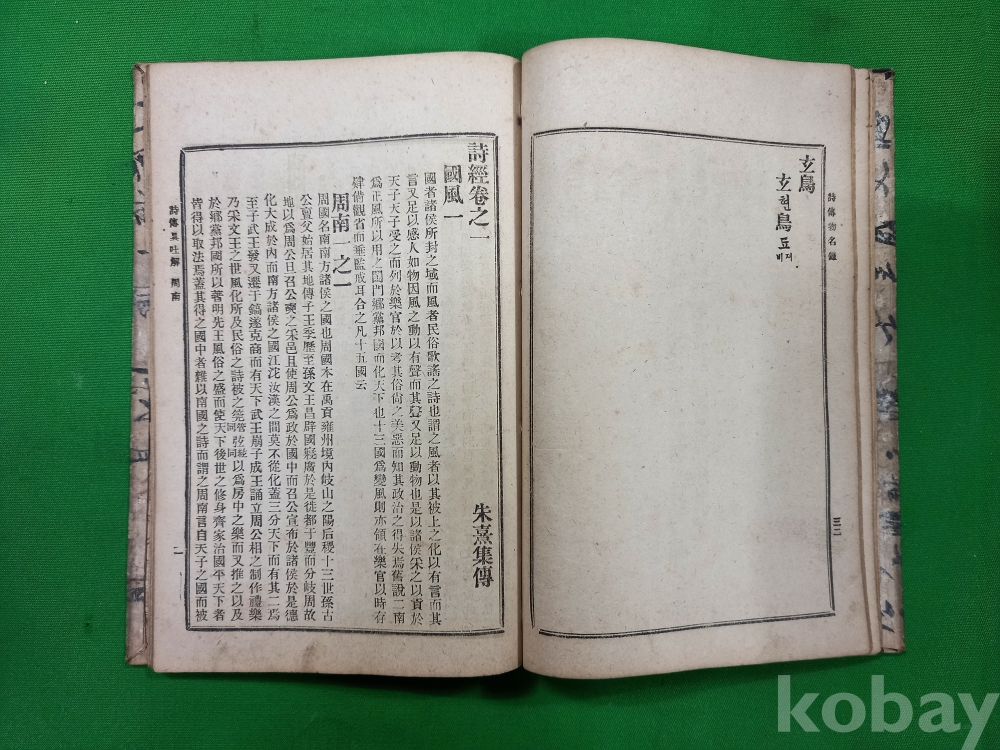 詩傳物名錄 三二
玄鳥
玄현鳥됴 져비
詩經卷之一
國風一 朱熹集傳
國者諸侯所封之域而風者民俗歌謠之詩也謂之風者以其被上之化以有言而其
言又足以感人如物因風之動以有聲而其聲又足以動物也是以諸侯采之以貢於
天子天子受之而列於樂官於以考其俗尙之美惡而知其政治之得失焉舊說二南
爲正風所以用之閨門鄕黨邦國而化天下也十三國爲變風則亦領在樂官以時存
肄備觀省而垂監戒耳合之凡十五國云
周南一之一
周國名南南方諸侯之國也周國本在禹貢雍州境內岐山之陽后稷十三世孫古
公亶父始居其地傳子王季歷至孫文王昌辟國寖廣於是徙都于豐而分岐周故
地以爲周公旦召公奭之采邑且使周公爲政於國中而召公宣布於諸侯於是德
化大成於內而南方諸侯之國江沱汝漢之間莫不從化蓋三分天下而有其二焉
至子武王發又遷于鎬遂克商而有天下武王崩子成王誦立周公相之制作禮樂
乃采文王之世風化所及民俗之詩被之筦管同弦絃同以爲房中之樂而又推之以及
於鄕黨邦國所以著明先王風俗之盛而使天下後世之修身齊家治國平天下者
皆得以取法焉蓋其得之國中者雜以南國之詩而謂之周南言自天子之國而被
詩傳具吐解 周南 一
kobay